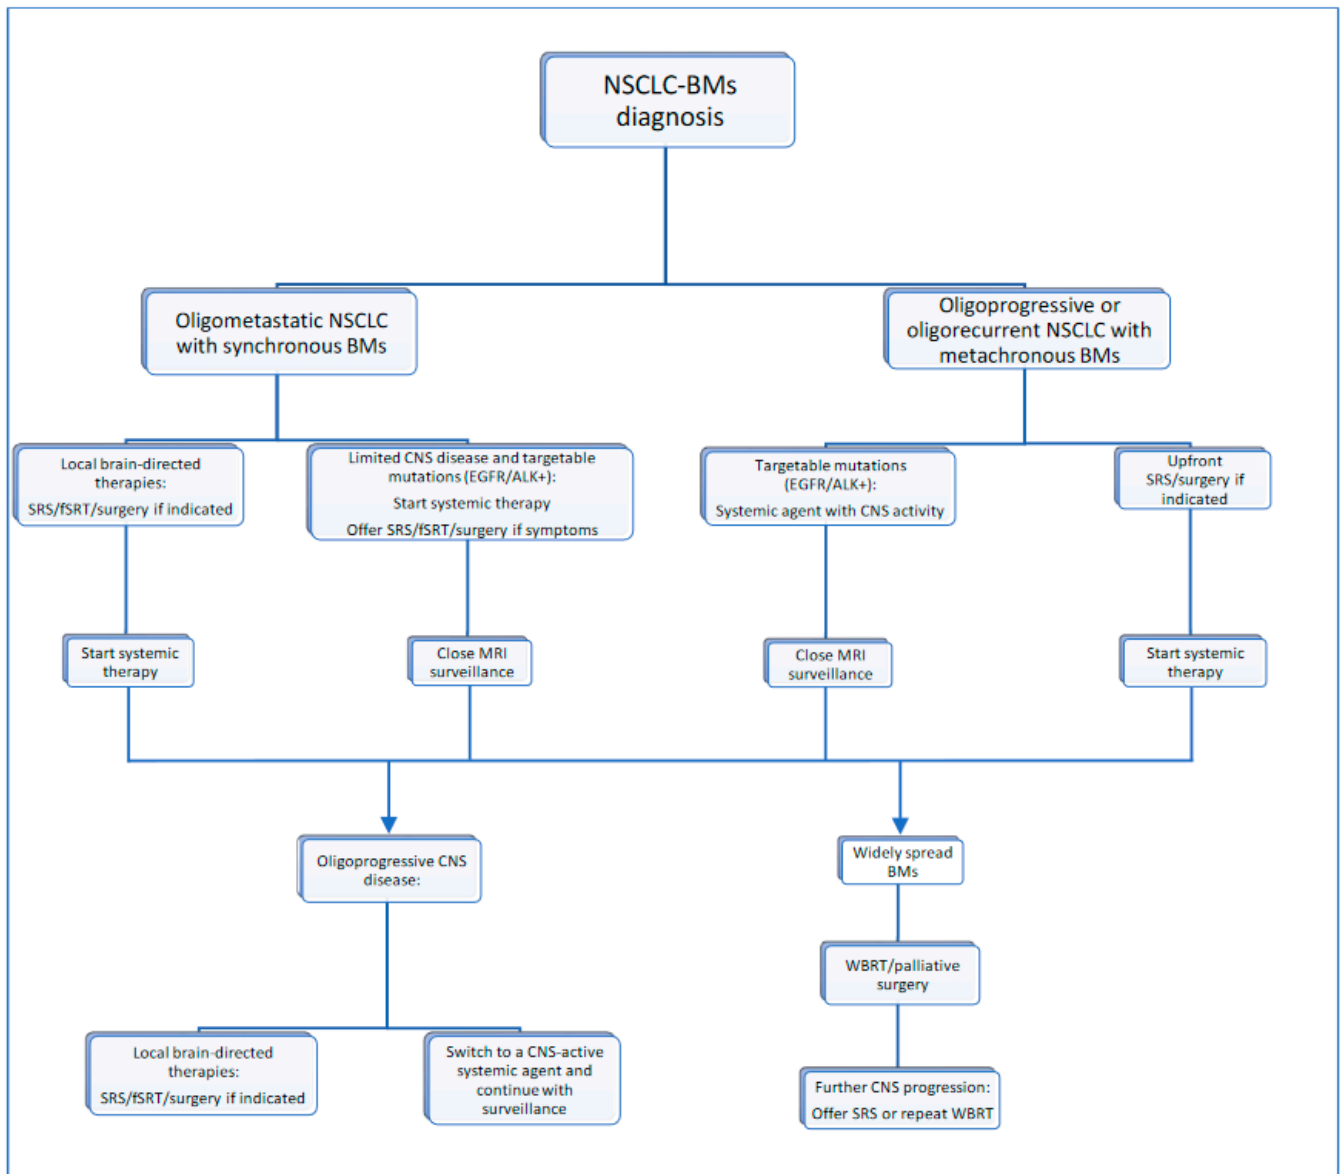 NSCLC-BMs
diagnosis
Oligometastatic NSCLC
with synchronous BMs
Oligoprogressive or
oligorecurrent NSCLC with
metachronous BMs
Local brain-directed
therapies:
SRS/fSRT/surgery if indicated
Limited CNS disease and targetable
mutations (EGFR/ALK+):
Start systemic therapy
Offer SRS/fSRT/surgery if symptoms
Targetable mutations
(EGFR/ALK+):
Systemic agent with CNS activity
Upfront
SRS/surgery if
indicated
Start systemic
therapy
Close MRI
surveillance
Close MRI
surveillance
Start systemic
therapy
Oligoprogressive CNS
disease:
Widely spread
BMs
WBRT/palliative
surgery
Local brain-directed
therapies:
SRS/fSRT/surgery if indicated
Switch to a CNS-active
systemic agent and
continue with
surveillance
Further CNS progression:
Offer SRS or repeat WBRT